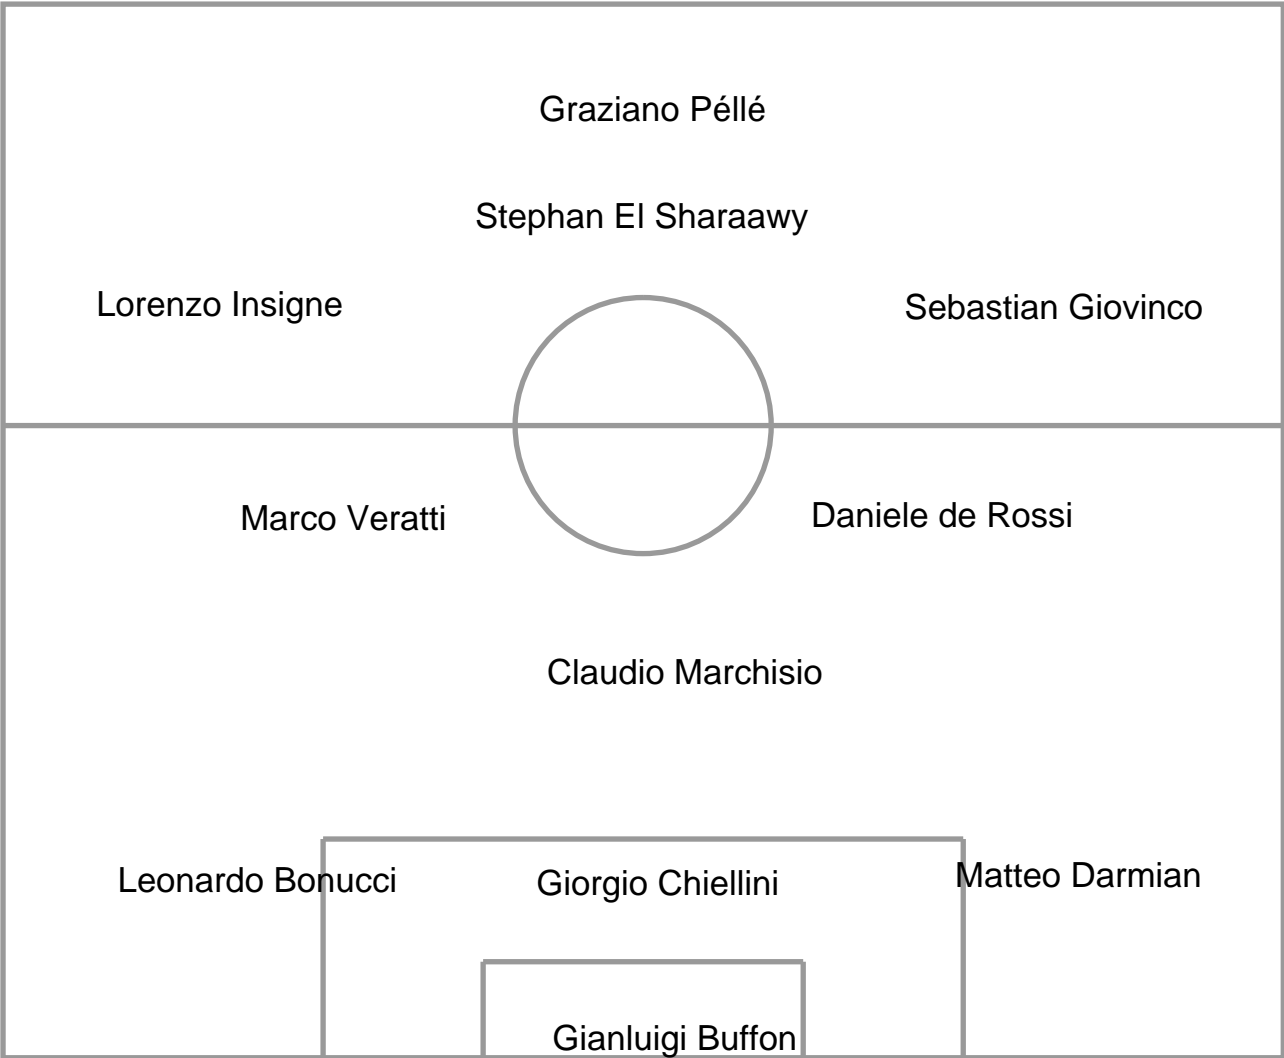 Graziano Péllé
Stephan El Sharaawy
Lorenzo Insigne
Sebastian Giovinco
Marco Veratti
Daniele de Rossi
Claudio Marchisio
Leonardo Bonucci
Giorgio Chiellini
Matteo Darmian
Gianluigi Buffon